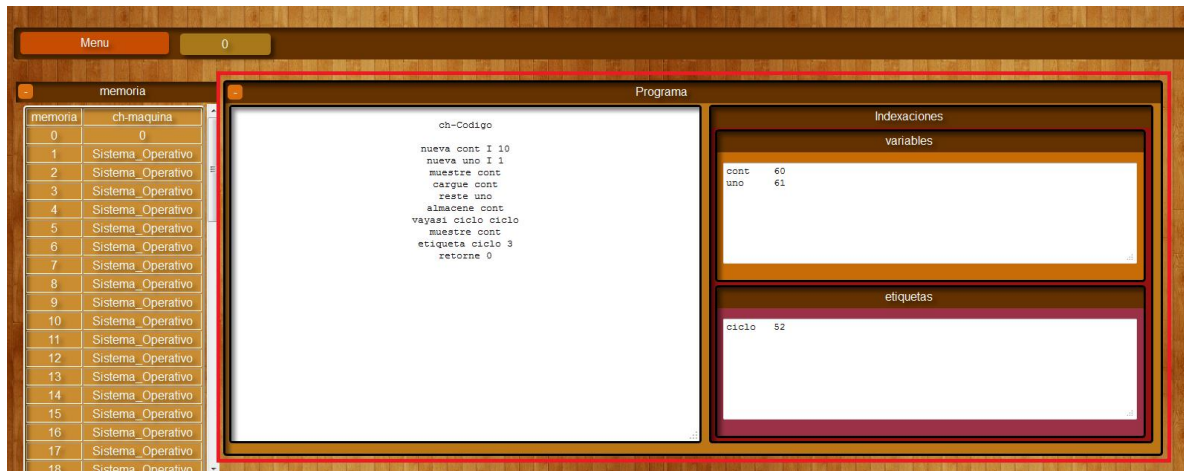 Menu
0
memoria
memoria ch-maquina
0 0
1 Sistema_Operativo
2 Sistema_Operativo
3 Sistema_Operativo
4 Sistema_Operativo
5 Sistema_Operativo
6 Sistema_Operativo
7 Sistema_Operativo
8 Sistema_Operativo
9 Sistema_Operativo
10 Sistema_Operativo
11 Sistema_Operativo
12 Sistema_Operativo
13 Sistema_Operativo
14 Sistema_Operativo
15 Sistema_Operativo
16 Sistema_Operativo
17 Sistema_Operativo
18 Sistema_Operativo
Programa
ch-Codigo
nueva cont I 10
nueva uno I 1
muestre cont
cargue cont
reste uno
almacene cont
vayasi ciclo ciclo
muestre cont
etiqueta ciclo 3
retorne 0
Indexaciones
variables
cont 60
uno 61
etiquetas
ciclo 52